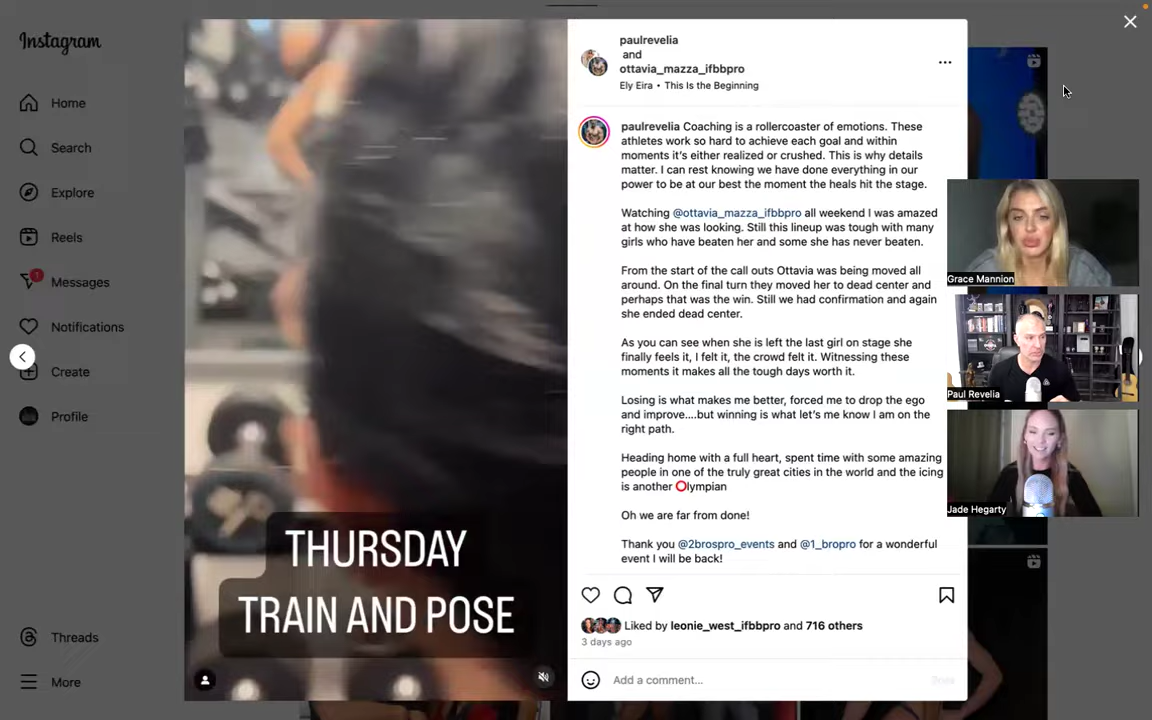 Instagram
Home
Search
Explore
Reels
1
Messages
Notifications
Create
Profile
Threads
More
THURSDAY
TRAIN AND POSE
paulrevelia
and
ottavia_mazza_ifbbpro
Ely Eira • This Is the Beginning
paulrevelia Coaching is a rollercoaster of emotions. These
athletes work so hard to achieve each goal and within
moments it's either realized or crushed. This is why details
matter. I can rest knowing we have done everything in our
power to be at our best the moment the heals hit the stage.
Watching @ottavia_mazza_ifbbpro all weekend I was amazed
at how she was looking. Still this lineup was tough with many
girls who have beaten her and some she has never beaten.
From the start of the call outs Ottavia was being moved all
around. On the final turn they moved her to dead center and
perhaps that was the win. Still we had confirmation and again
she ended dead center.
As you can see when she is left the last girl on stage she
finally feels it, I felt it, the crowd felt it. Witnessing these
moments it makes all the tough days worth it.
Losing is what makes me better, forced me to drop the ego
and improve....but winning is what let's me know I am on the
right path.
Heading home with a full heart, spent time with some amazing
people in one of the truly great cities in the world and the icing
is another ⭕lympian
Oh we are far from done!
Thank you @2brospro_events and @1_bropro for a wonderful
event I will be back!
Liked by leonie_west_ifbbpro and 716 others
3 days ago
Add a comment...
Post
Grace Mannion
Paul Revelia
Jade Hegarty